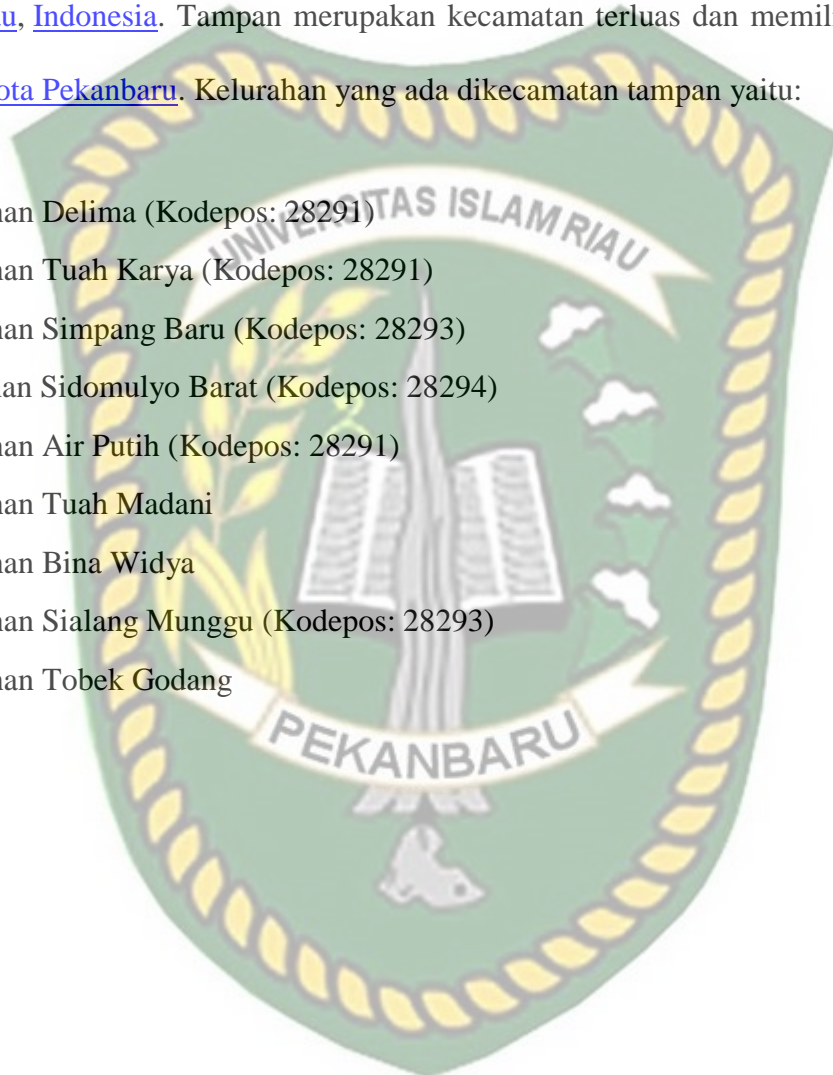 au, Indonesia. Tampan merupakan kecamatan terluas dan memil
ota Pekanbaru. Kelurahan yang ada dikecamatan tampan yaitu:
UNIVERSITAS ISLAM RIAU
han Delima (Kodepos: 28291)
han Tuah Karya (Kodepos: 28291)
han Simpang Baru (Kodepos: 28293)
han Sidomulyo Barat (Kodepos: 28294)
han Air Putih (Kodepos: 28291)
han Tuah Madani
han Bina Widya
han Sialang Munggu (Kodepos: 28293)
han Tobek Godang
PEKANBARU